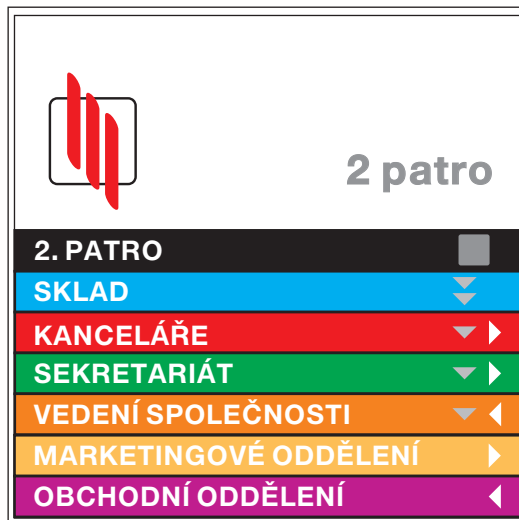 2 patro
2. PATRO
SKLAD
KANCELÁŘE
SEKRETARIÁT
VEDENÍ SPOLEČNOSTI
MARKETINGOVÉ ODDĚLENÍ
OBCHODNÍ ODDĚLENÍ